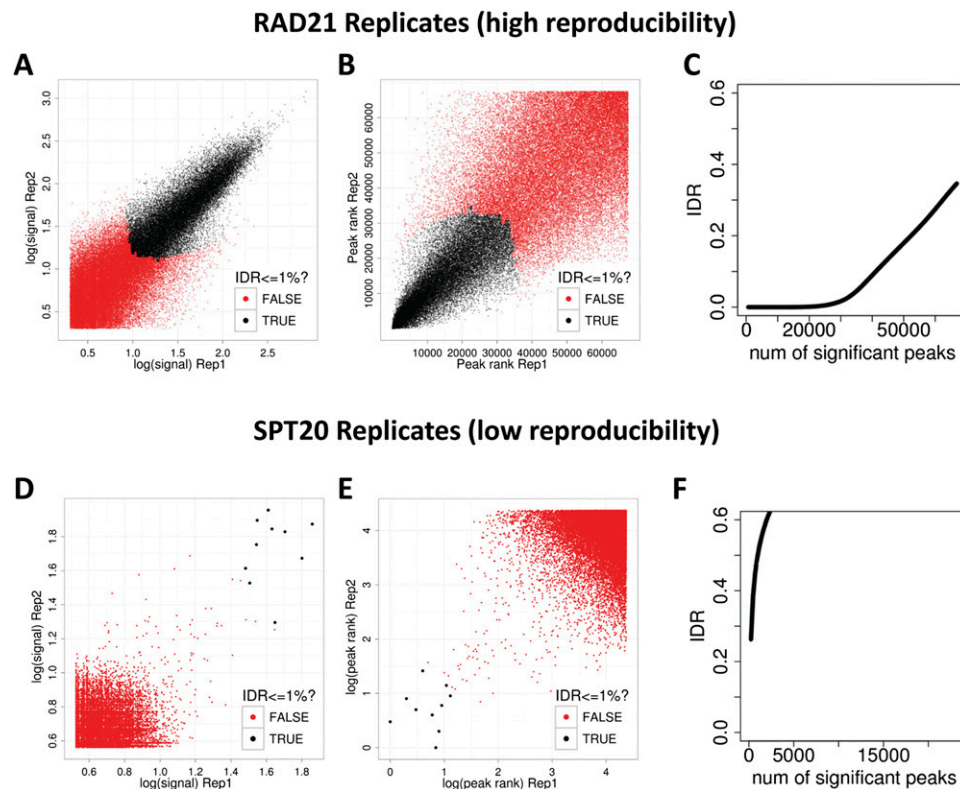 RAD21 Replicates (high reproducibility)
A
log(signal) Rep2
3.0
2.5
2.0
1.5
1.0
0.5
IDR<=1%?
FALSE
TRUE
0.5 1.0 1.5 2.0 2.5
log(signal) Rep1
B
Peak rank Rep2
60000
50000
40000
30000
20000
10000
IDR<=1%?
FALSE
TRUE
10000 20000 30000 40000 50000 60000
Peak rank Rep1
C
IDR
0.6
0.4
0.2
0.0
20000 50000
num of significant peaks
SPT20 Replicates (low reproducibility)
D
log(signal) Rep2
1.8
1.6
1.4
1.2
1.0
0.8
0.6
IDR<=1%?
FALSE
TRUE
0.6 0.8 1.0 1.2 1.4 1.6 1.8
log(signal) Rep1
E
log(peak rank) Rep2
4
3
2
1
0
IDR<=1%?
FALSE
TRUE
0 1 2 3 4
log(peak rank) Rep1
F
IDR
0.6
0.4
0.2
0.0
5000 15000
num of significant peaks